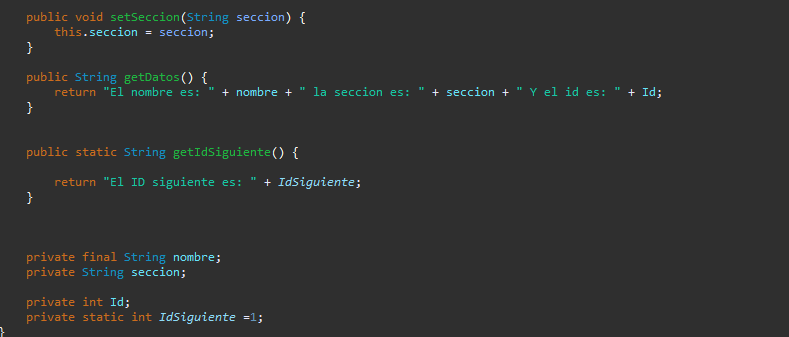 public void setSeccion(String seccion) {
this.seccion = seccion;
}
public String getDatos() {
return "El nombre es: " + nombre + " la seccion es: " + seccion + " Y el id es: " + Id;
}
public static String getIdSiguiente() {
return "El ID siguiente es: " + IdSiguiente;
}
private final String nombre;
private String seccion;
private int Id;
private static int IdSiguiente =1;
}